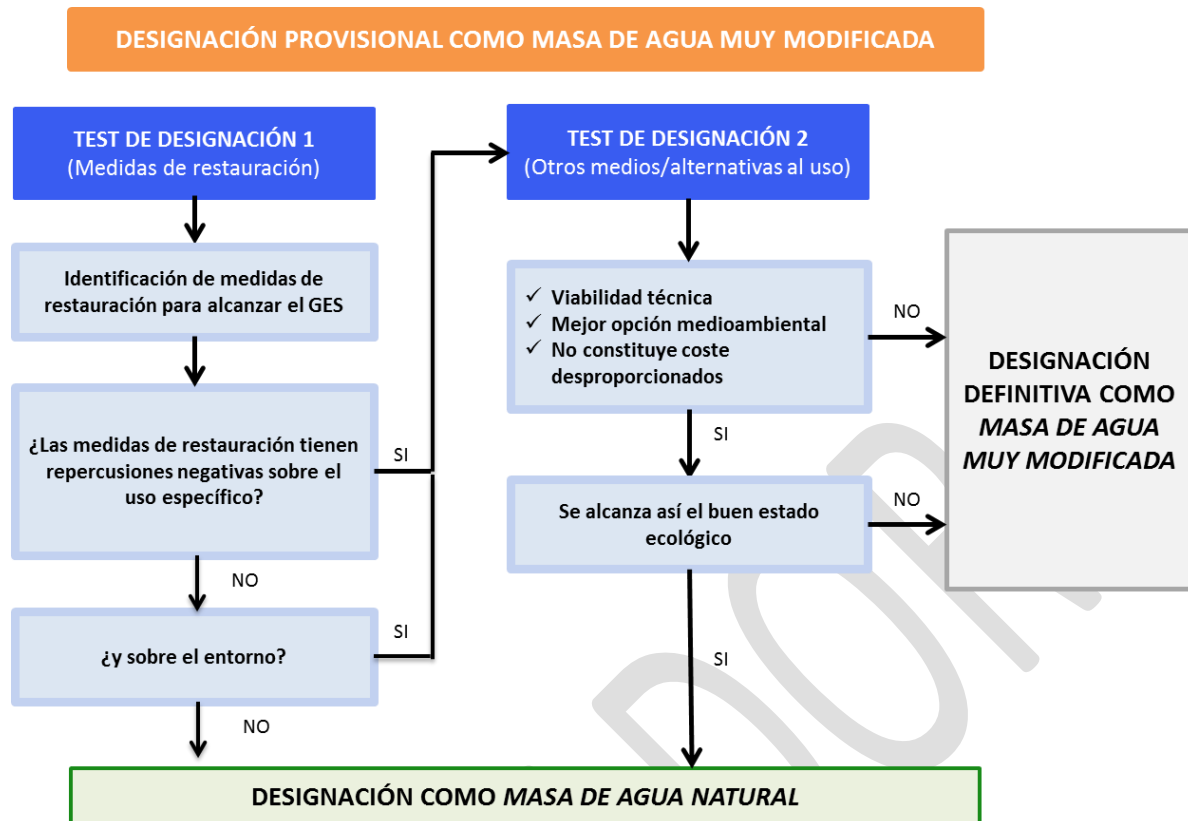 DESIGNACIÓN PROVISIONAL COMO MASA DE AGUA MUY MODIFICADA
TEST DE DESIGNACIÓN 1
(Medidas de restauración)
Identificación de medidas de
restauración para alcanzar el GES
¿Las medidas de restauración tienen
repercusiones negativas sobre el
uso específico?
SI
NO
¿y sobre el entorno?
SI
NO
TEST DE DESIGNACIÓN 2
(Otros medios/alternativas al uso)
✓ Viabilidad técnica
✓ Mejor opción medioambiental
✓ No constituye coste
desproporcionados
NO
SI
Se alcanza así el buen estado
ecológico
NO
SI
DESIGNACIÓN
DEFINITIVA COMO
MASA DE AGUA
MUY MODIFICADA
DESIGNACIÓN COMO MASA DE AGUA NATURAL